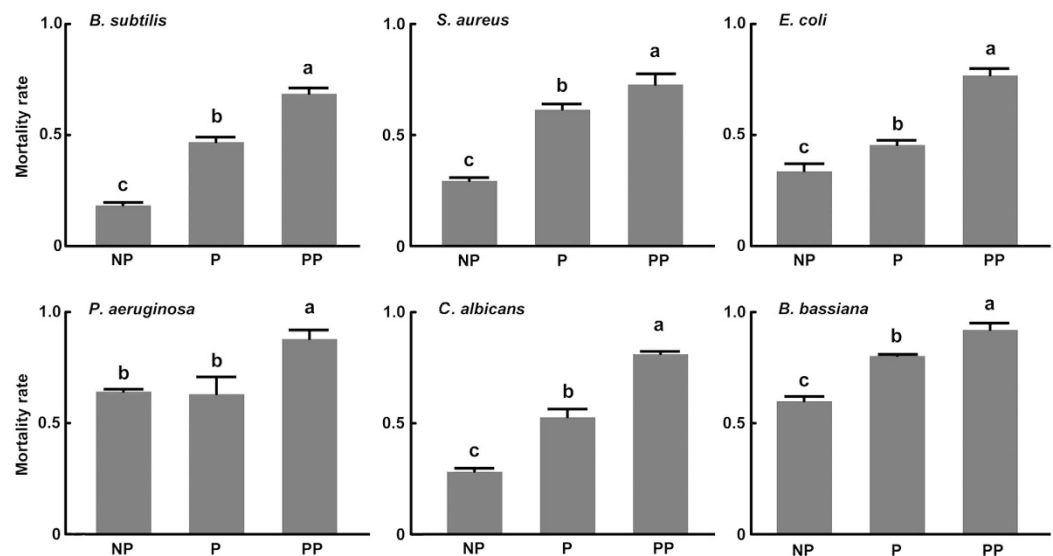 B. subtilis
Mortality rate
1.0
0.5
0
c
b
a
NP P PP
S. aureus
1.0
0.5
0
c
b
a
NP P PP
E. coli
1.0
0.5
0
c
b
a
NP P PP
P. aeruginosa
Mortality rate
1.0
0.5
0
b
b
a
NP P PP
C. albicans
1.0
0.5
0
c
b
a
NP P PP
B. bassiana
1.0
0.5
0
c
b
a
NP P PP